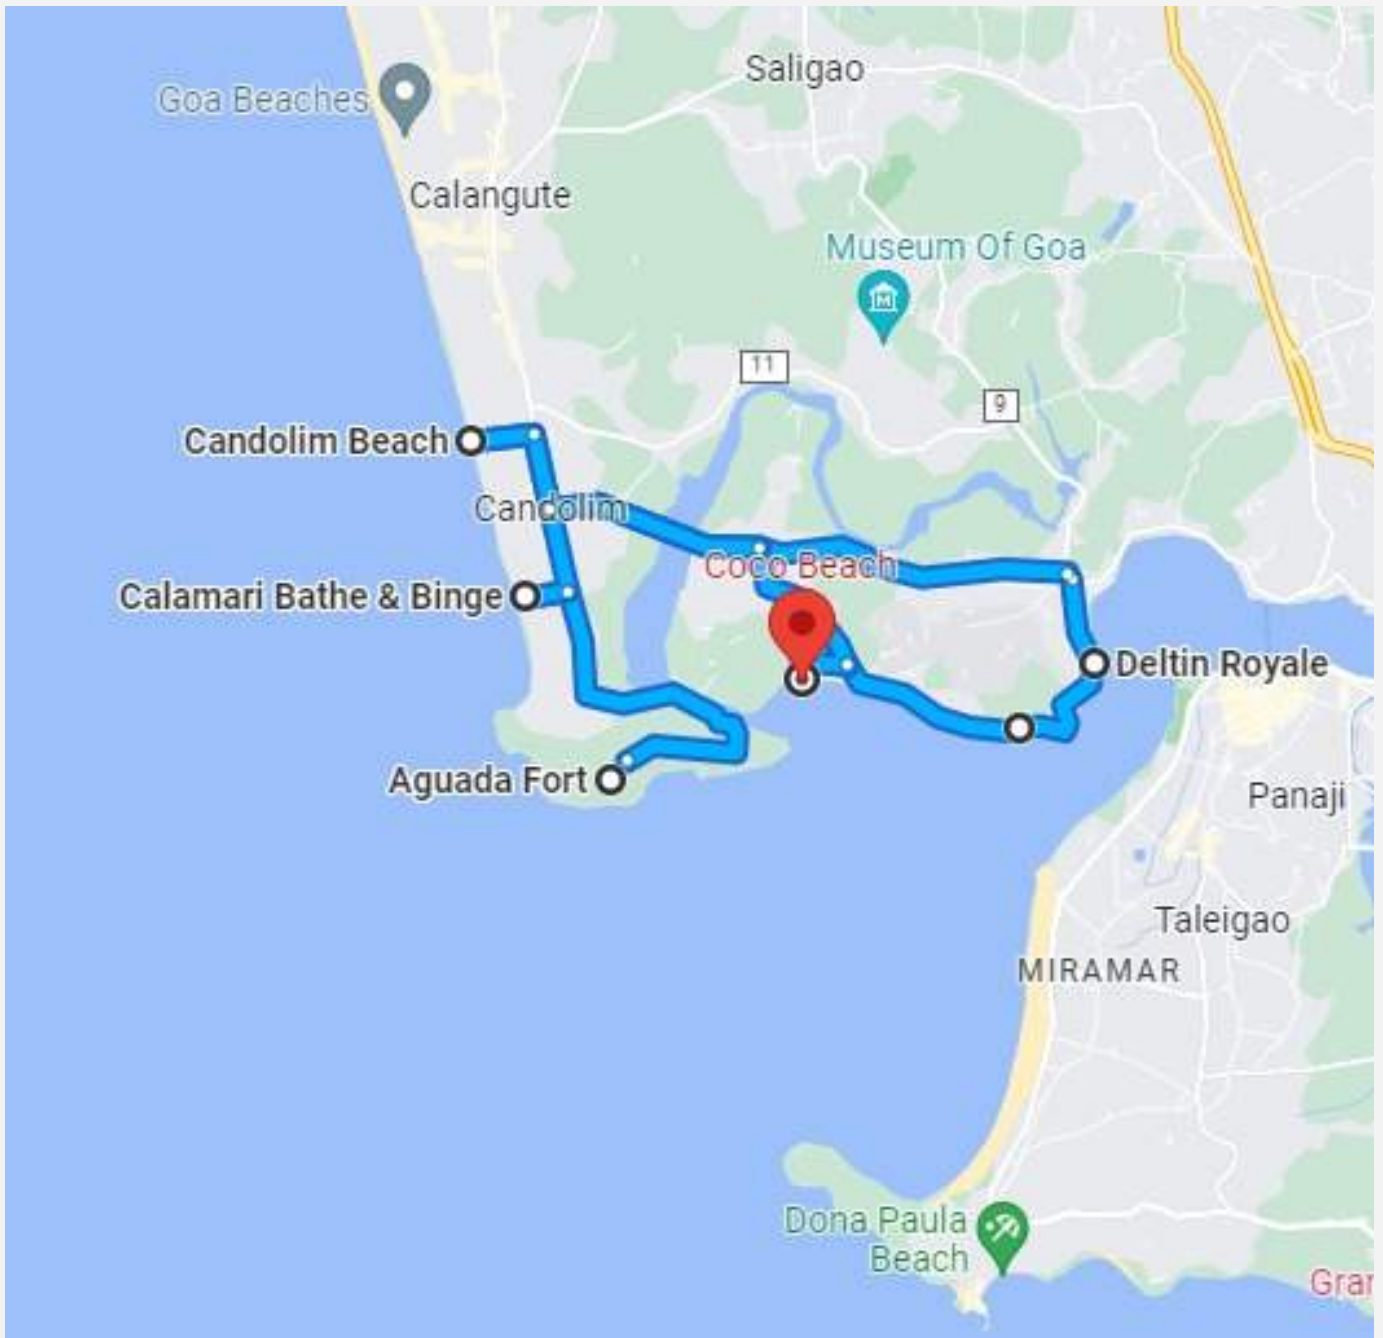 Saligao
Goa Beaches
Calangute
Museum Of Goa
M
11
9
Candolim Beach
Candolim
Coco Beach
Calamari Bathe & Binge
Deltin Royale
Aguada Fort
Panaji
Taleigao
MIRAMAR
Dona Paula
Beach
Gran